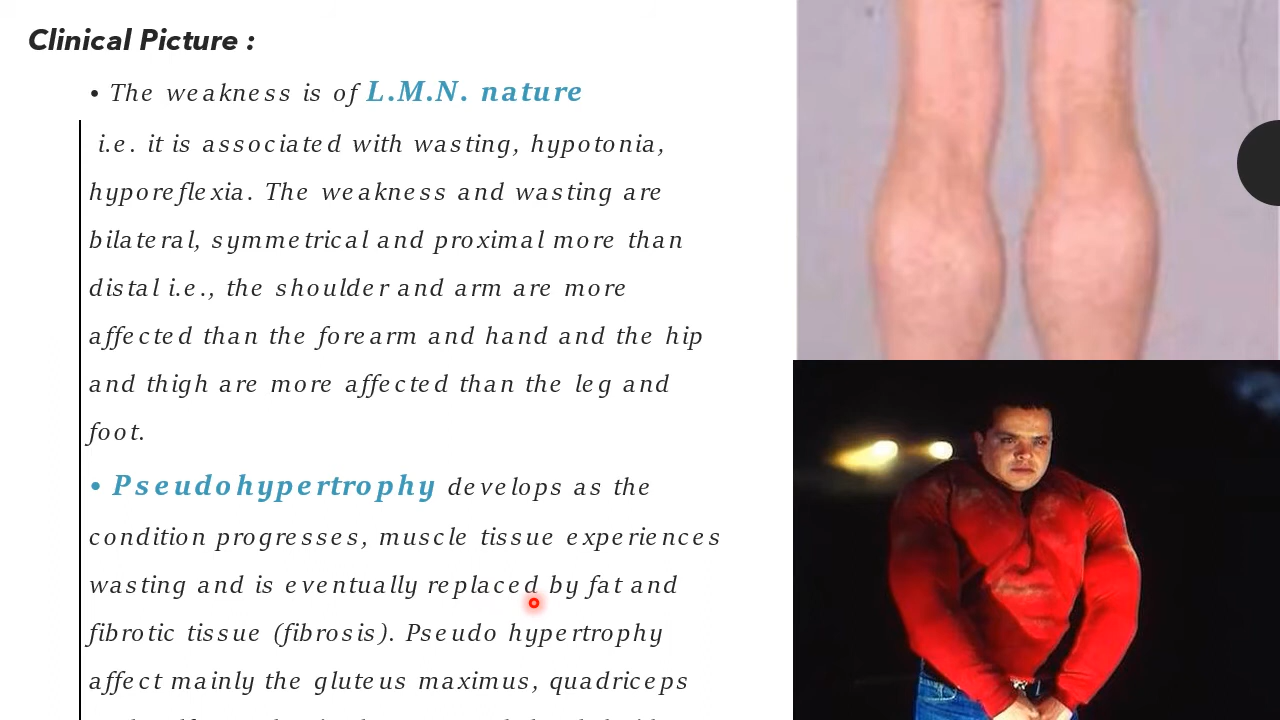 Clinical Picture :
• The weakness is of L.M.N. nature
i.e. it is associated with wasting, hypotonia,
hyporeflexia. The weakness and wasting are
bilateral, symmetrical and proximal more than
distal i.e., the shoulder and arm are more
affected than the forearm and hand and the hip
and thigh are more affected than the leg and
foot.
• Pseudohypertrophy develops as the
condition progresses, muscle tissue experiences
wasting and is eventually replaced by fat and
fibrotic tissue (fibrosis). Pseudo hypertrophy
affect mainly the gluteus maximus, quadriceps